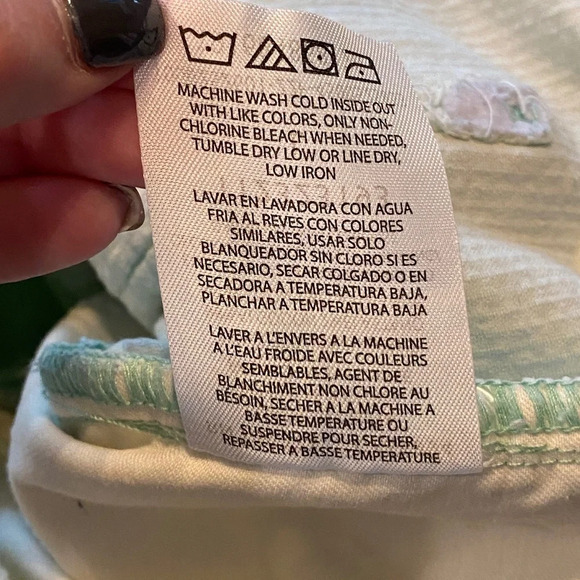 MACHINE WASH COLD INSIDE OUT
WITH LIKE COLORS, ONLY NON-
CHLORINE BLEACH WHEN NEEDED,
TUMBLE DRY LOW OR LINE DRY,
LOW IRON
LAVAR EN LAVADORA CON AGUA
FRIA AL REVES CON COLORES
SIMILARES, USAR SOLO
BLANQUEADOR SIN CLORO SI ES
NECESARIO, SECAR COLGADO O EN
SECADORA A TEMPERATURA BAJA,
PLANCHAR A TEMPERATURA BAJA
LAVER A L'ENVERS A LA MACHINE
A L'EAU FROIDE AVEC COULEURS
SEMBLABLES, AGENT DE
BLANCHIMENT NON CHLORE AU
BESOIN, SECHER A LA MACHINE A
BASSE TEMPERATURE OU
SUSPENDRE POUR SECHER,
REPASSER A BASSE TEMPERATURE